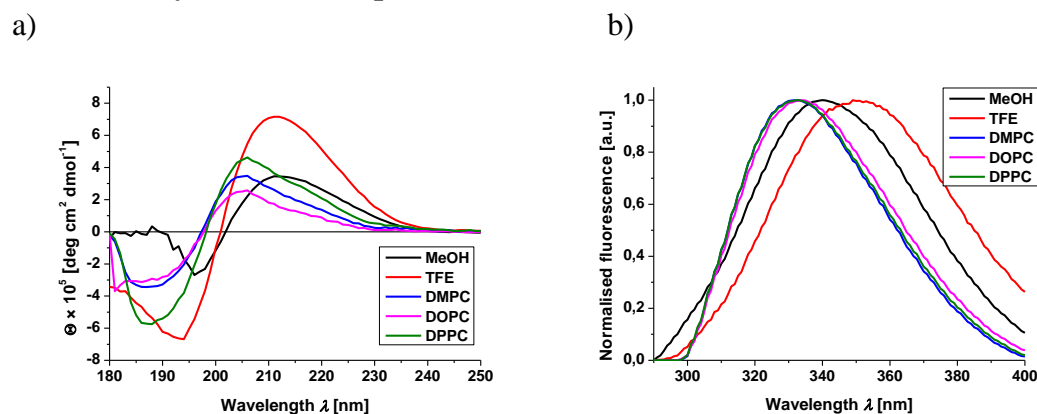 a)
b)
8
6
4
2
0
-2
-4
-6
-8
180 190 200 210 220 230 240 250
Θ × 10⁵ [deg cm² dmol⁻¹]
Wavelength λ [nm]
MeOH
TFE
DMPC
DOPC
DPPC
1,0
0,8
0,6
0,4
0,2
0,0
300 320 340 360 380 400
Normalised fluorescence [a.u.]
Wavelength λ [nm]
MeOH
TFE
DMPC
DOPC
DPPC